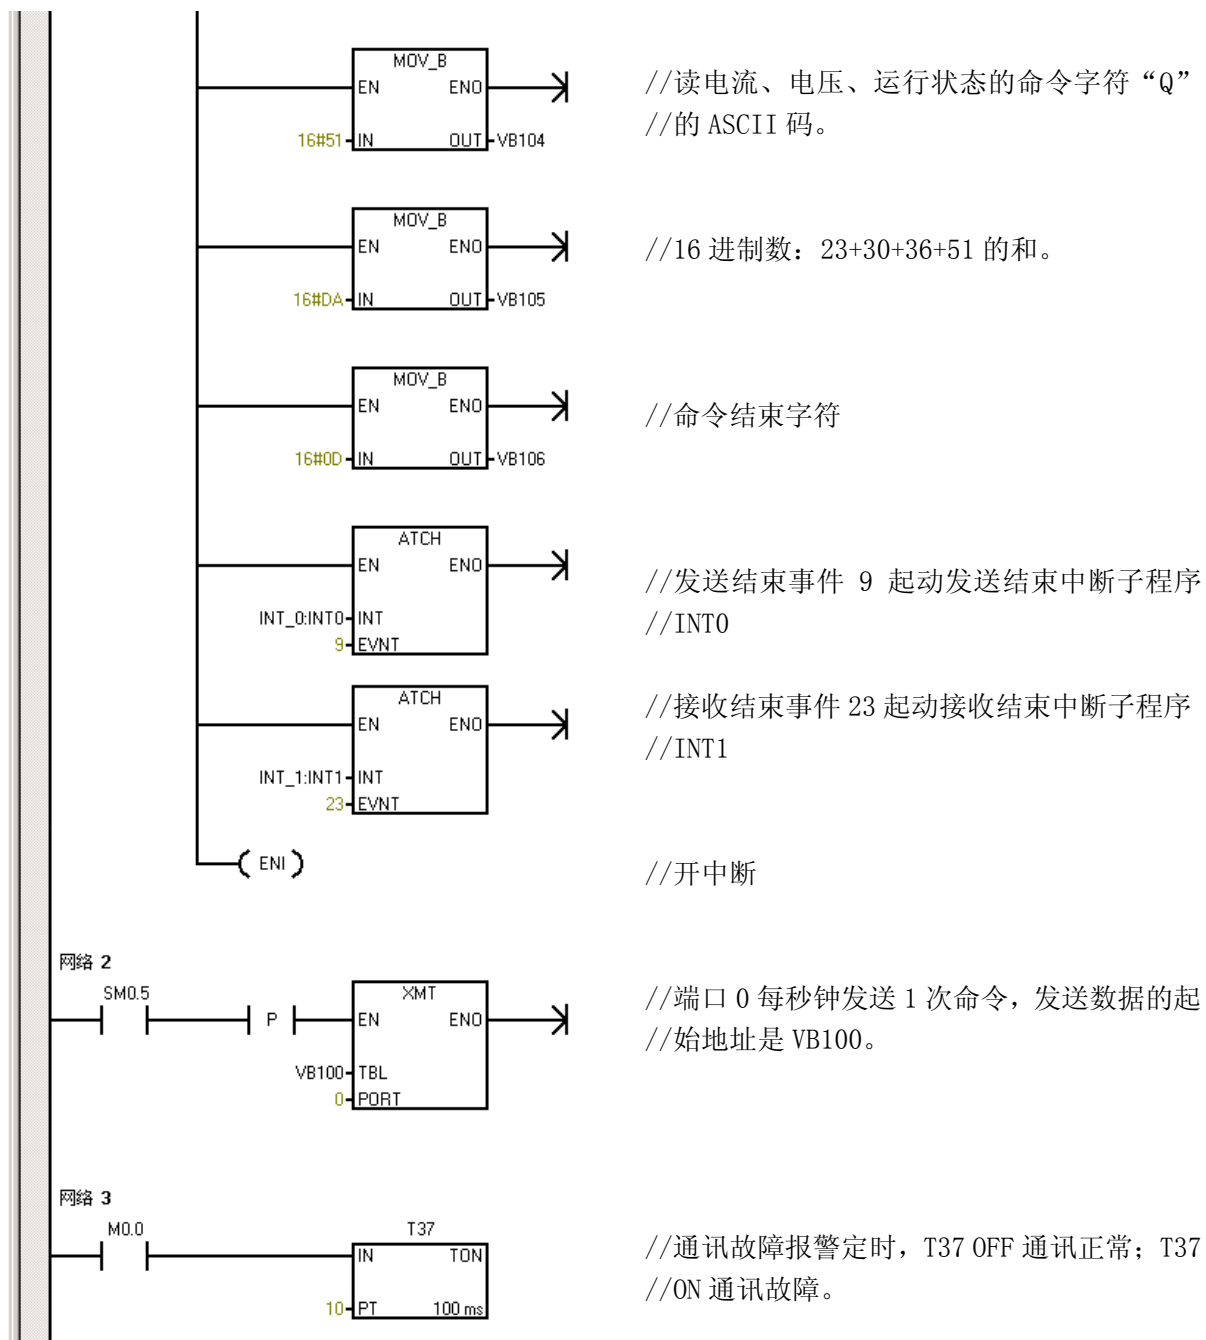 MOV_B
EN ENO
16#51 IN OUT VB104
//读电流、电压、运行状态的命令字符“Q”
//的 ASCII 码。
MOV_B
EN ENO
16#DA IN OUT VB105
//16 进制数：23+30+36+51 的和。
MOV_B
EN ENO
16#0D IN OUT VB106
//命令结束字符
ATCH
EN ENO
INT_0:INT0 INT
9 EVNT
//发送结束事件 9 起动发送结束中断子程序
//INT0
ATCH
EN ENO
INT_1:INT1 INT
23 EVNT
//接收结束事件 23 起动接收结束中断子程序
//INT1
ENI
//开中断
网络 2
SM0.5
P
XMT
EN ENO
VB100 TBL
0 PORT
//端口 0 每秒钟发送 1 次命令，发送数据的起
//始地址是 VB100。
网络 3
M0.0
T37
IN TON
10 PT 100 ms
//通讯故障报警定时，T37 OFF 通讯正常；T37
//ON 通讯故障。